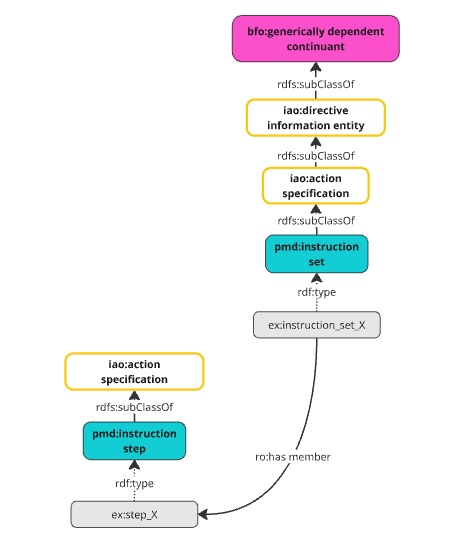 bfo:generically dependent
continuant
rdfs:subClassOf
iao:directive
information entity
rdfs:subClassOf
iao:action
specification
rdfs:subClassOf
pmd:instruction
set
rdf:type
ex:instruction_set_X
iao:action
specification
rdfs:subClassOf
pmd:instruction
step
ro:has member
rdf:type
ex:step_X